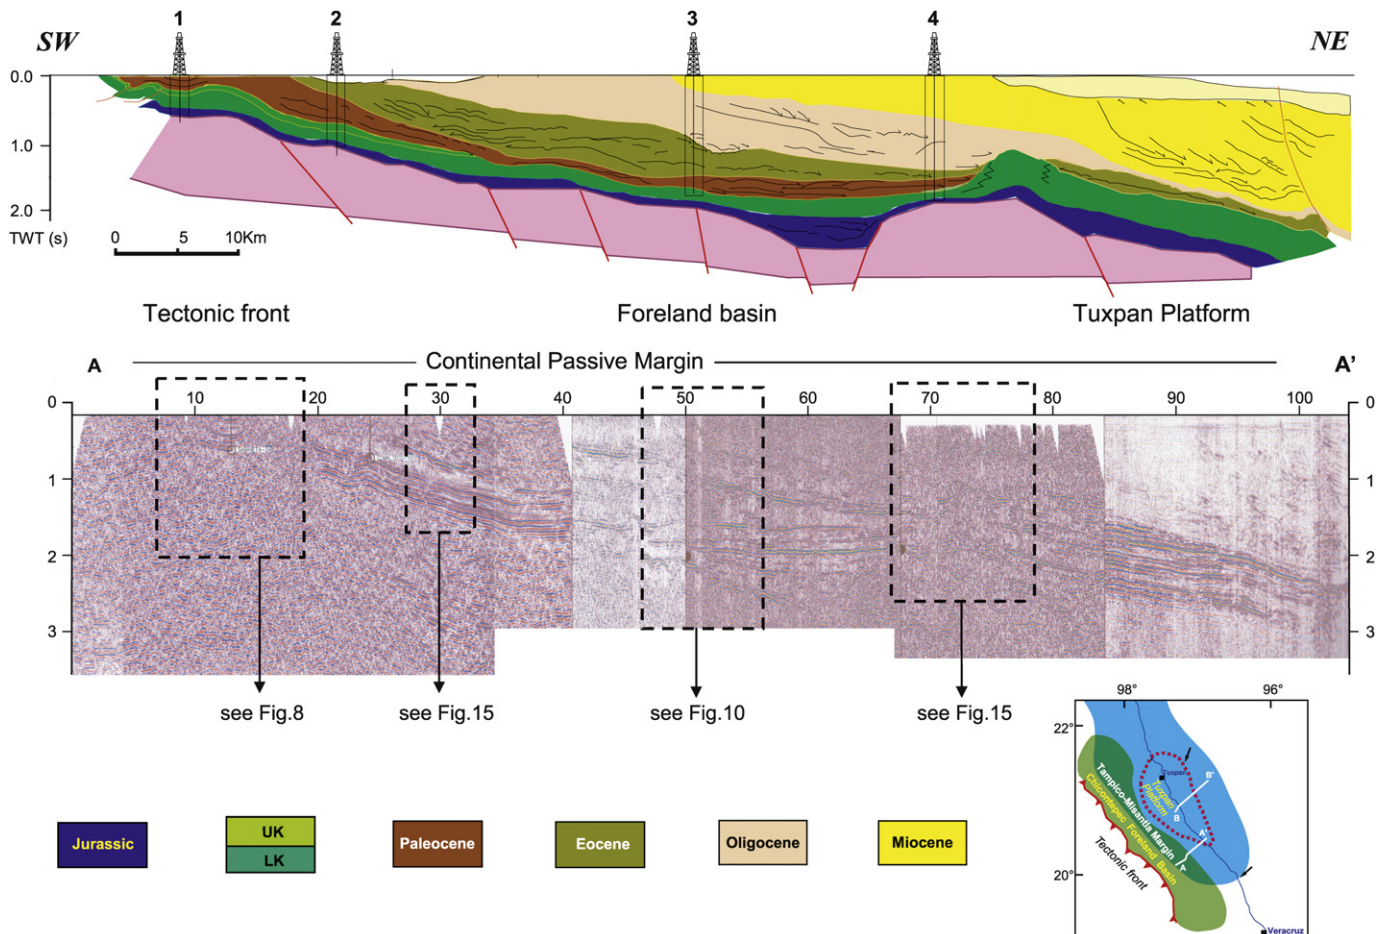 1 2 3 4
SW NE
0.0
1.0
2.0
TWT (s)
0 5 10Km
Tectonic front Foreland basin Tuxpan Platform
A Continental Passive Margin A'
0 10 20 30 40 50 60 70 80 90 100 0
1 1
2 2
3 3
see Fig.8 see Fig.15 see Fig.10 see Fig.15
98° 96°
22°
20°
Tuxpan
B'
Tuxpan
Platform
B
A'
A
Tampico-Misantla Margin
Chicontepec Foreland Basin
Tectonic front
Veracruz
Jurassic
UK
LK
Paleocene
Eocene
Oligocene
Miocene